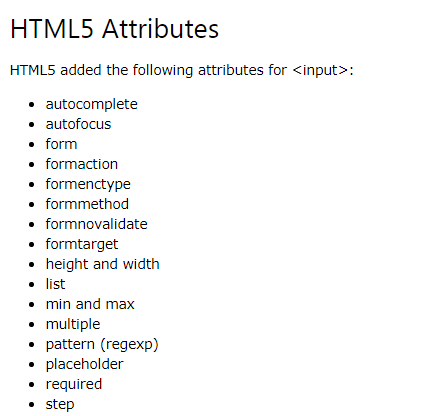 HTML5 Attributes
HTML5 added the following attributes for <input>:
• autocomplete
• autofocus
• form
• formaction
• formenctype
• formmethod
• formnovalidate
• formtarget
• height and width
• list
• min and max
• multiple
• pattern (regexp)
• placeholder
• required
• step